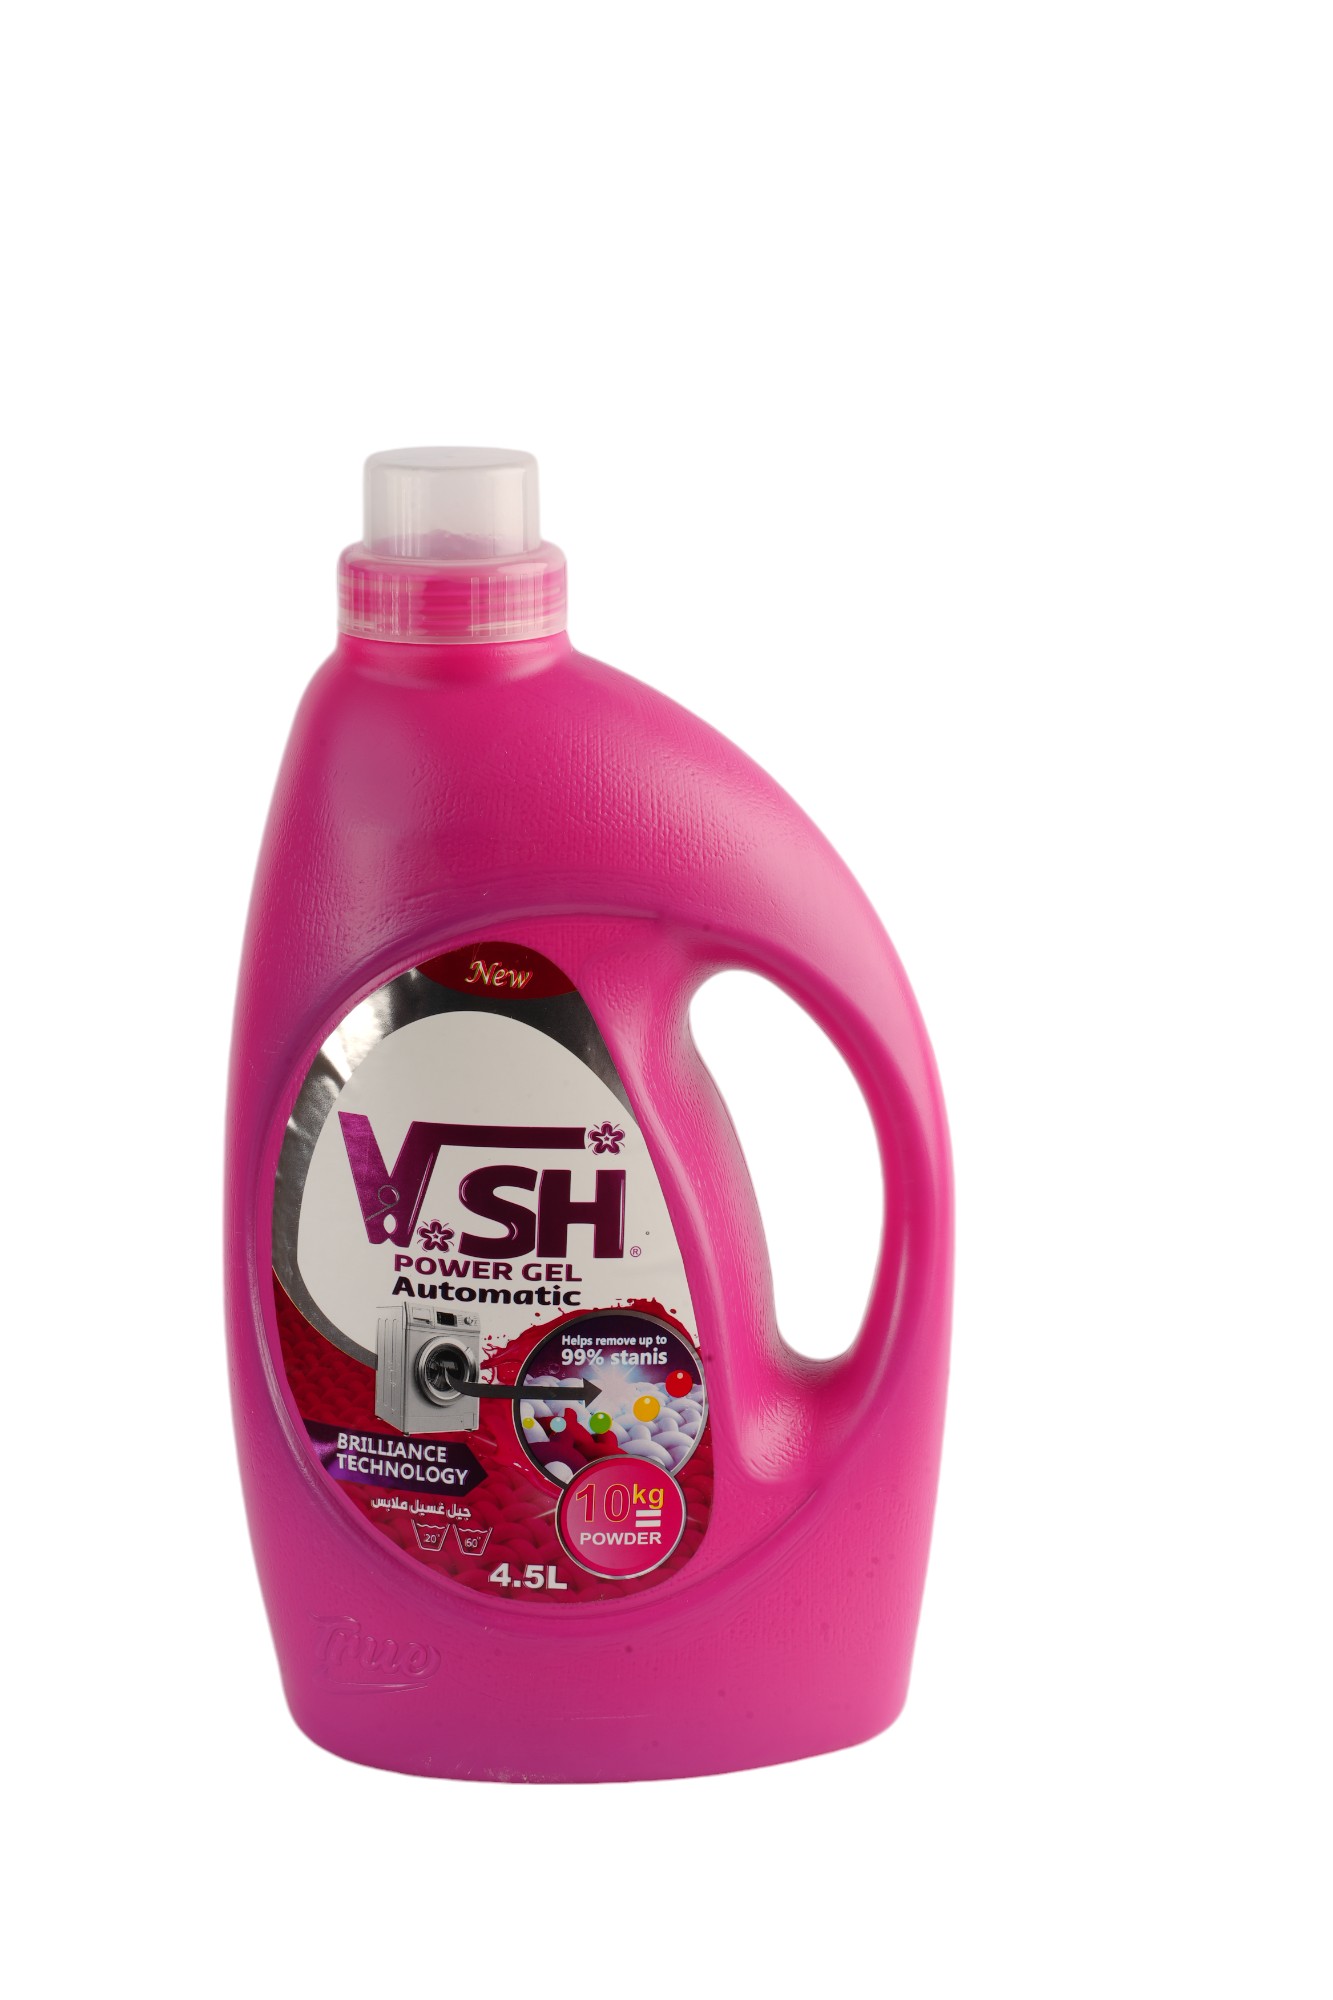 New
V.SH
®
POWER GEL
Automatic
Helps remove up to
99% stanis
BRILLIANCE
TECHNOLOGY
جيل غسيل ملابس
20°
60°
10kg
=
POWDER
4.5L
True